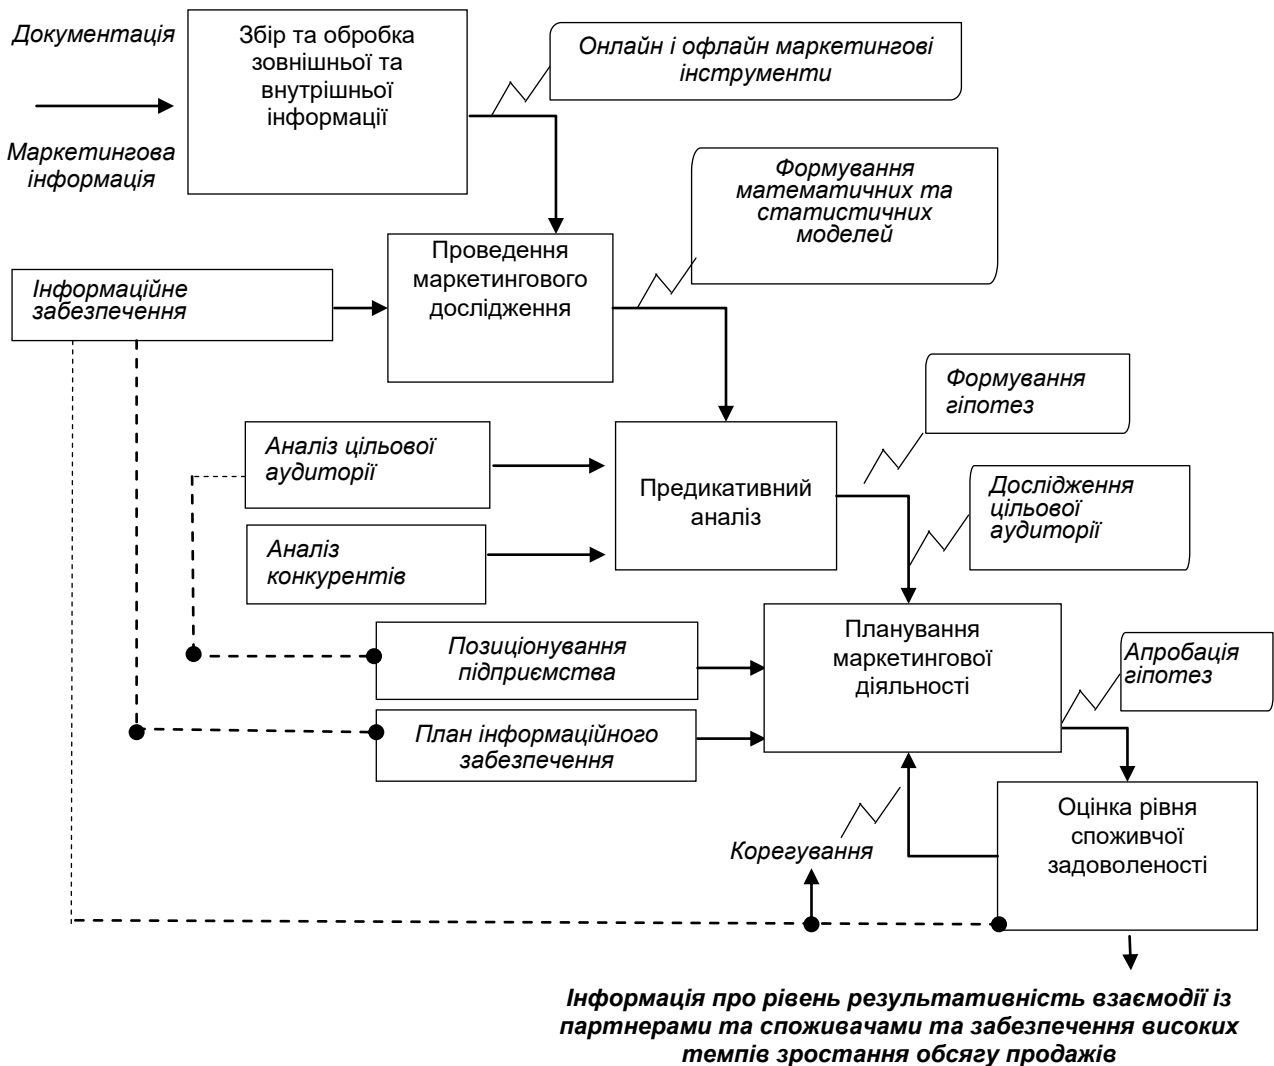 Документація
Збір та обробка
зовнішньої та
внутрішньої
інформації
Онлайн і офлайн маркетингові
інструменти
Маркетингова
інформація
Формування
математичних та
статистичних
моделей
Проведення
маркетингового
дослідження
Інформаційне
забезпечення
Формування
гіпотез
Аналіз цільової
аудиторії
Предикативний
аналіз
Дослідження
цільової
аудиторії
Аналіз
конкурентів
Позиціонування
підприємства
Планування
маркетингової
діяльності
Апробація
гіпотез
План інформаційного
забезпечення
Оцінка рівня
споживчої
задоволеності
Корегування
Інформація про рівень результативність взаємодії із
партнерами та споживачами та забезпечення високих
темпів зростання обсягу продажів